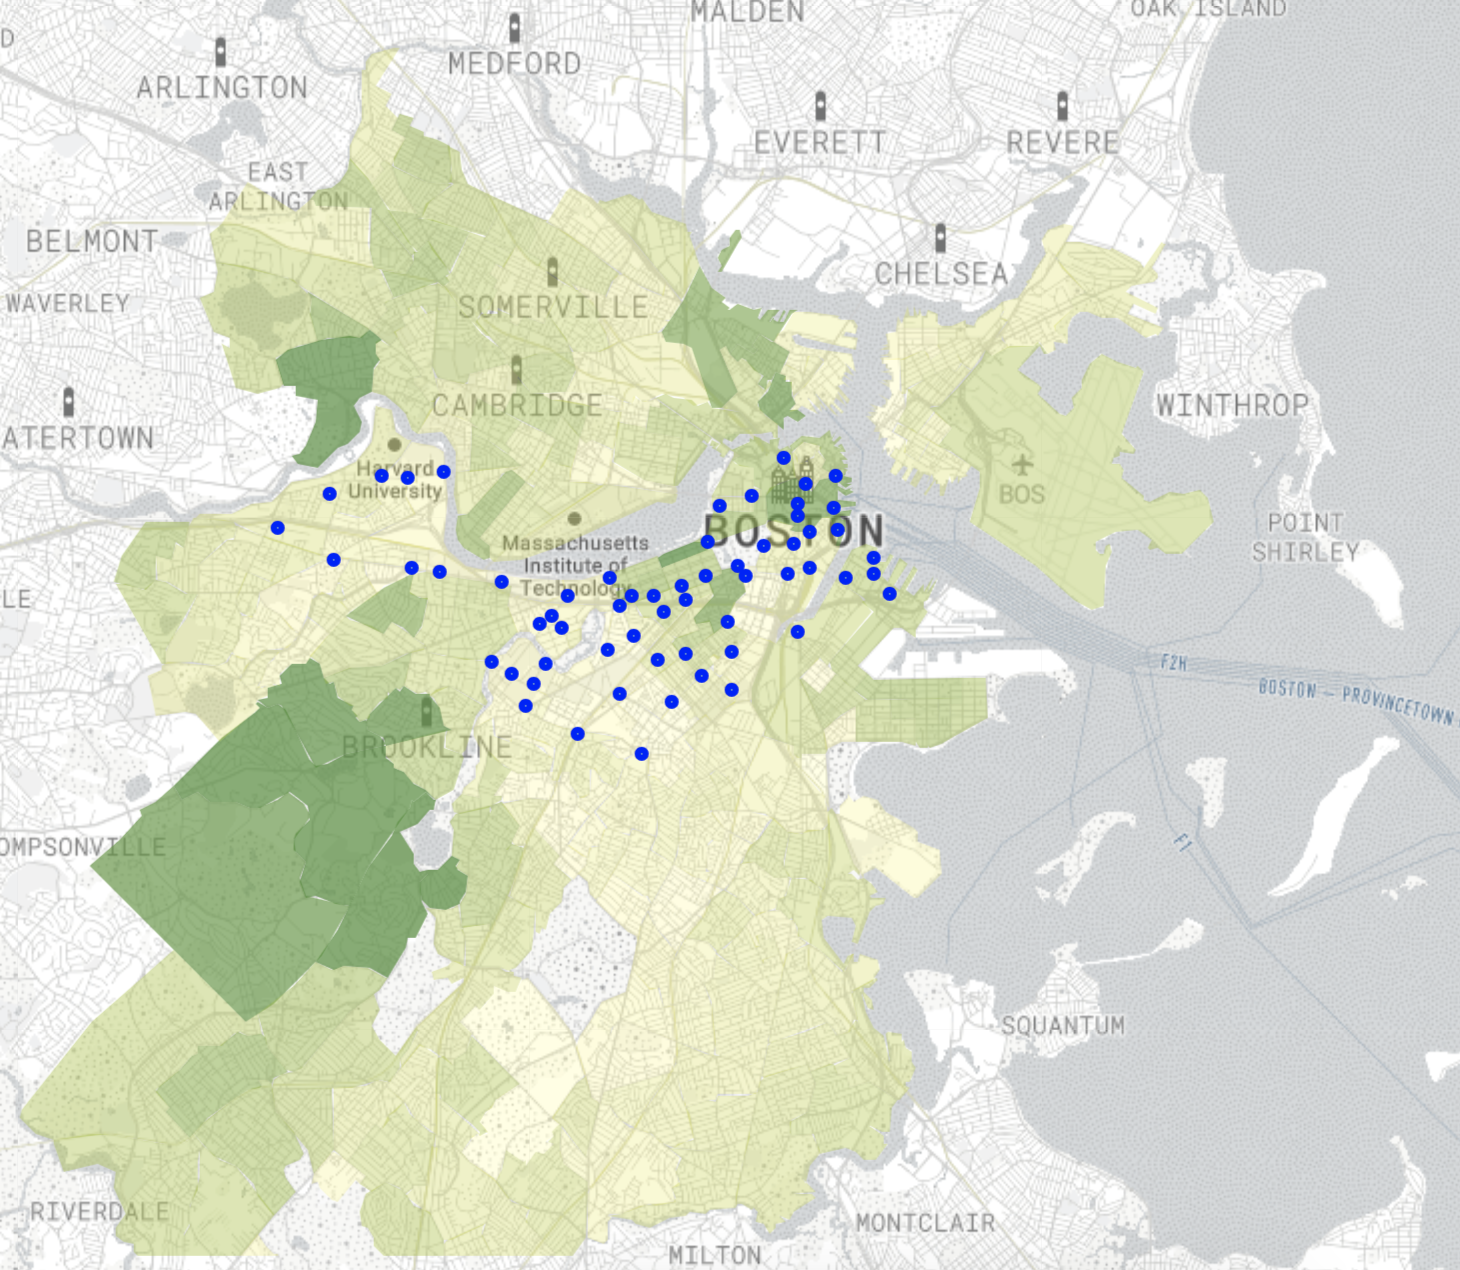 MALDEN
OAK ISLAND
D
MEDFORD
ARLINGTON
EVERETT
REVERE
EAST
ARLINGTON
BELMONT
CHELSEA
WAVERLEY
SOMERVILLE
CAMBRIDGE
WINTHROP
ATERTOWN
Harvard
University
BOS
BOSTON
POINT
SHIRLEY
Massachusetts
Institute of
Technology
LE
F2H
BOSTON – PROVINCETOWN
BROOKLINE
OMPSONVILLE
F1
SQUANTUM
RIVERDALE
MONTCLAIR
MILTON